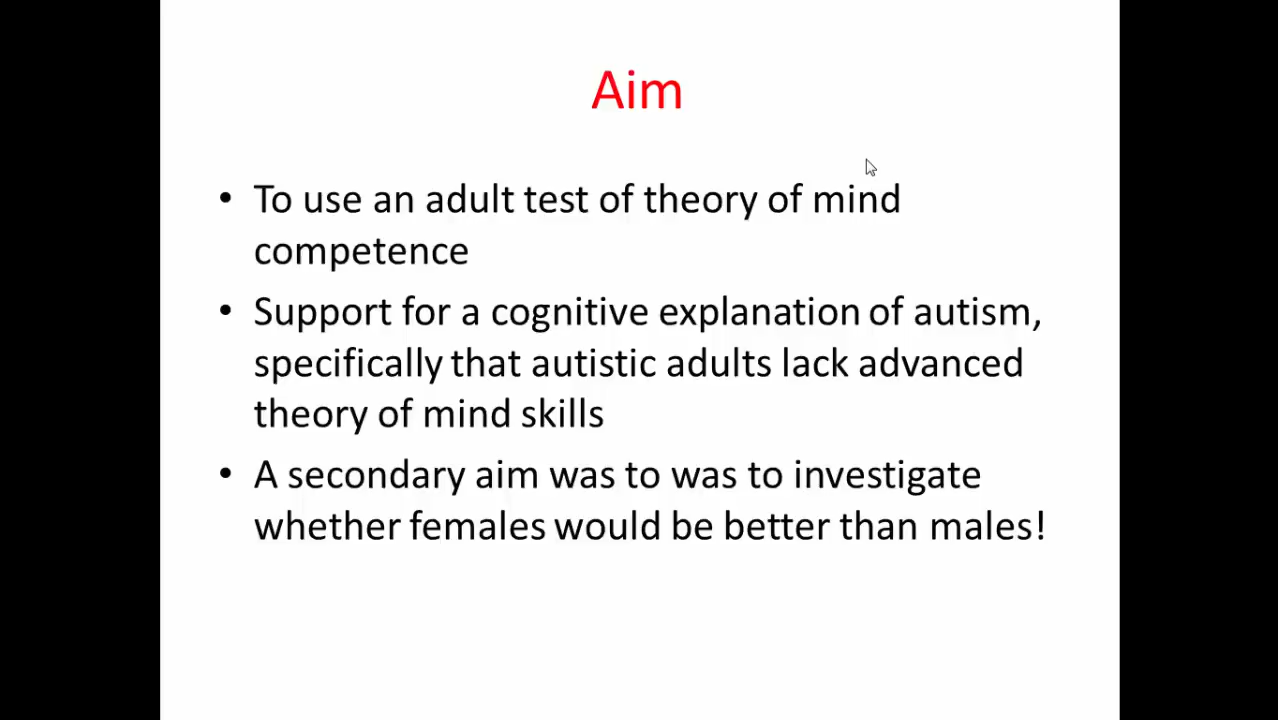 Aim
• To use an adult test of theory of mind
competence
• Support for a cognitive explanation of autism,
specifically that autistic adults lack advanced
theory of mind skills
• A secondary aim was to was to investigate
whether females would be better than males!